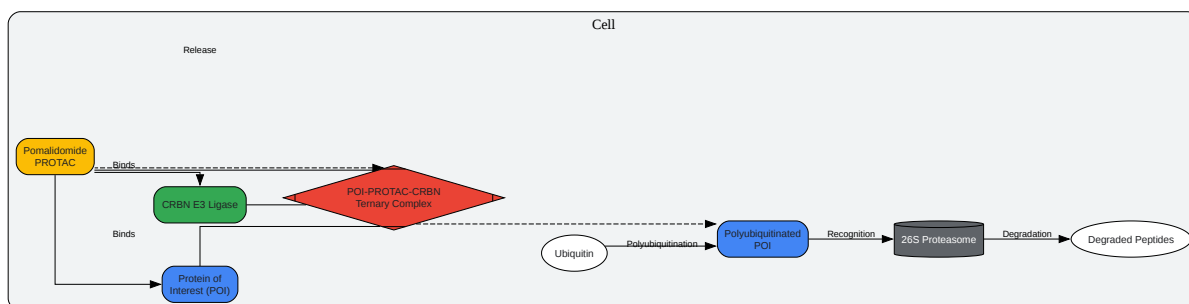 Cell
Release
Pomalidomide
PROTAC
Binds
CRBN E3 Ligase
POI-PROTAC-CRBN
Ternary Complex
Binds
Protein of
Interest (POI)
Ubiquitin
Polyubiquitination
Polyubiquitinated
POI
Recognition
26S Proteasome
Degradation
Degraded Peptides